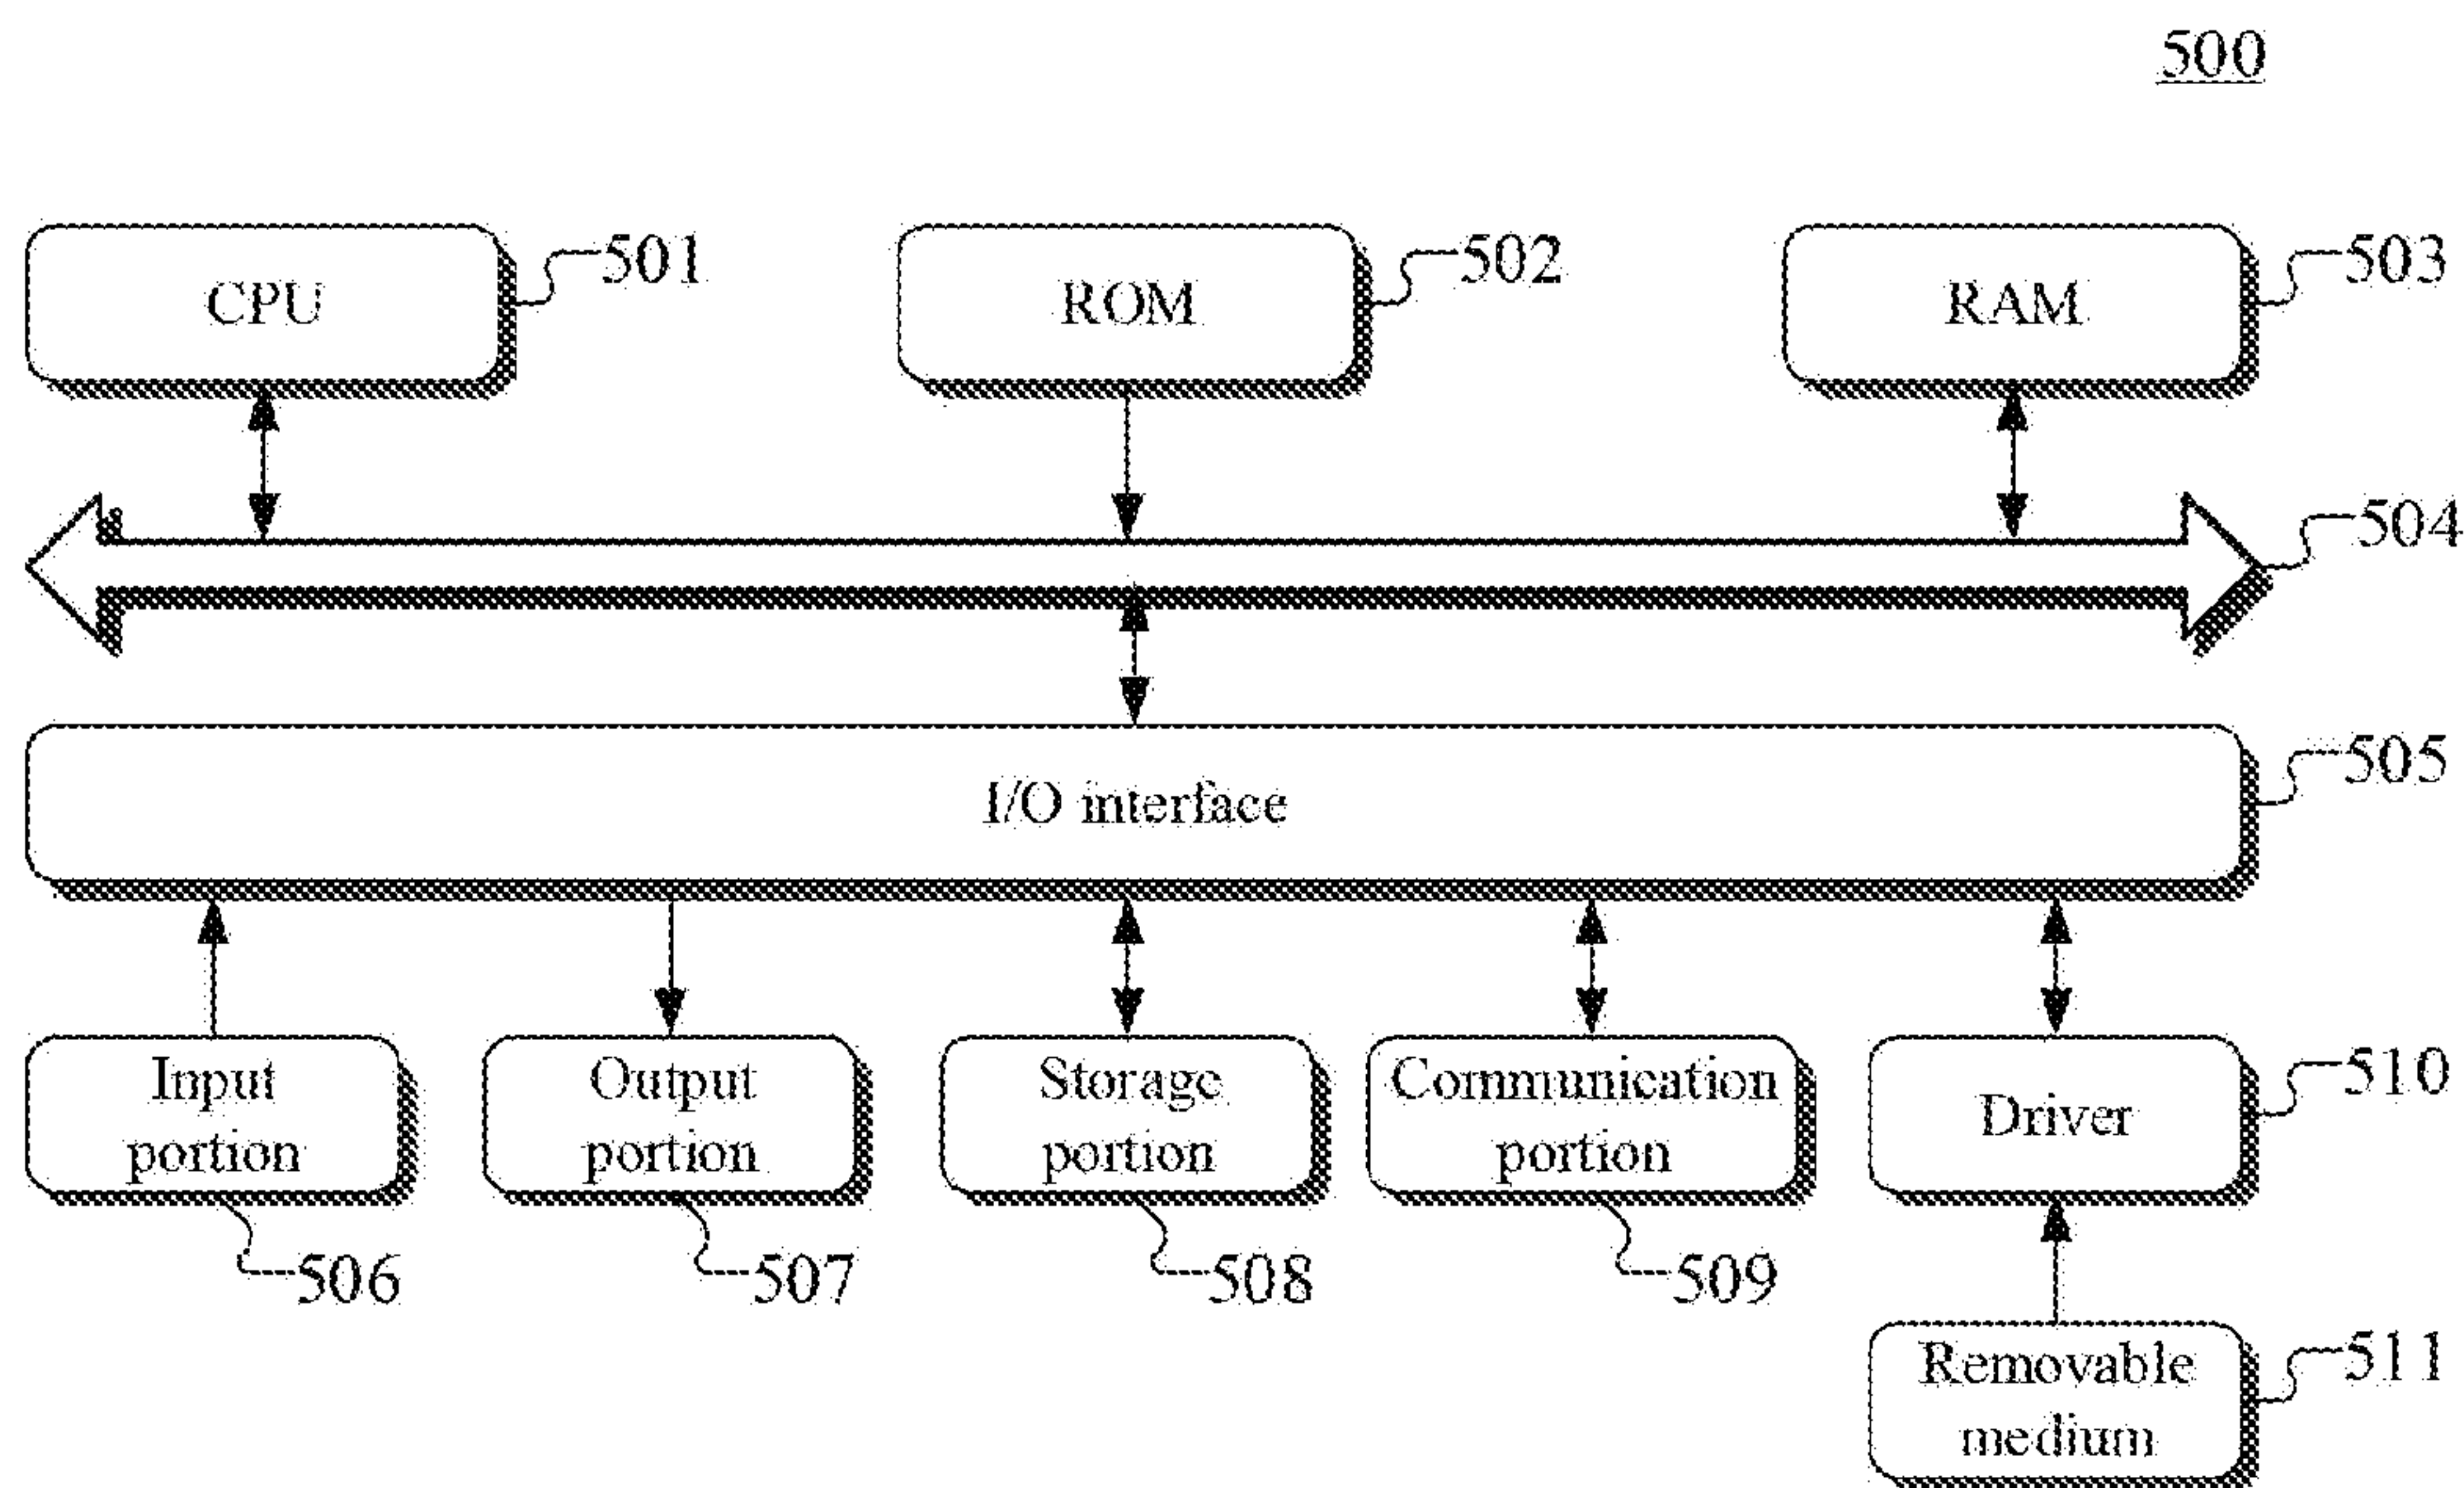 500
CPU
501
ROM
502
RAM
503
504
I/O interface
505
Input
portion
Output
portion
Storage
portion
Communication
portion
Driver
510
506
507
508
509
Removable
medium
511